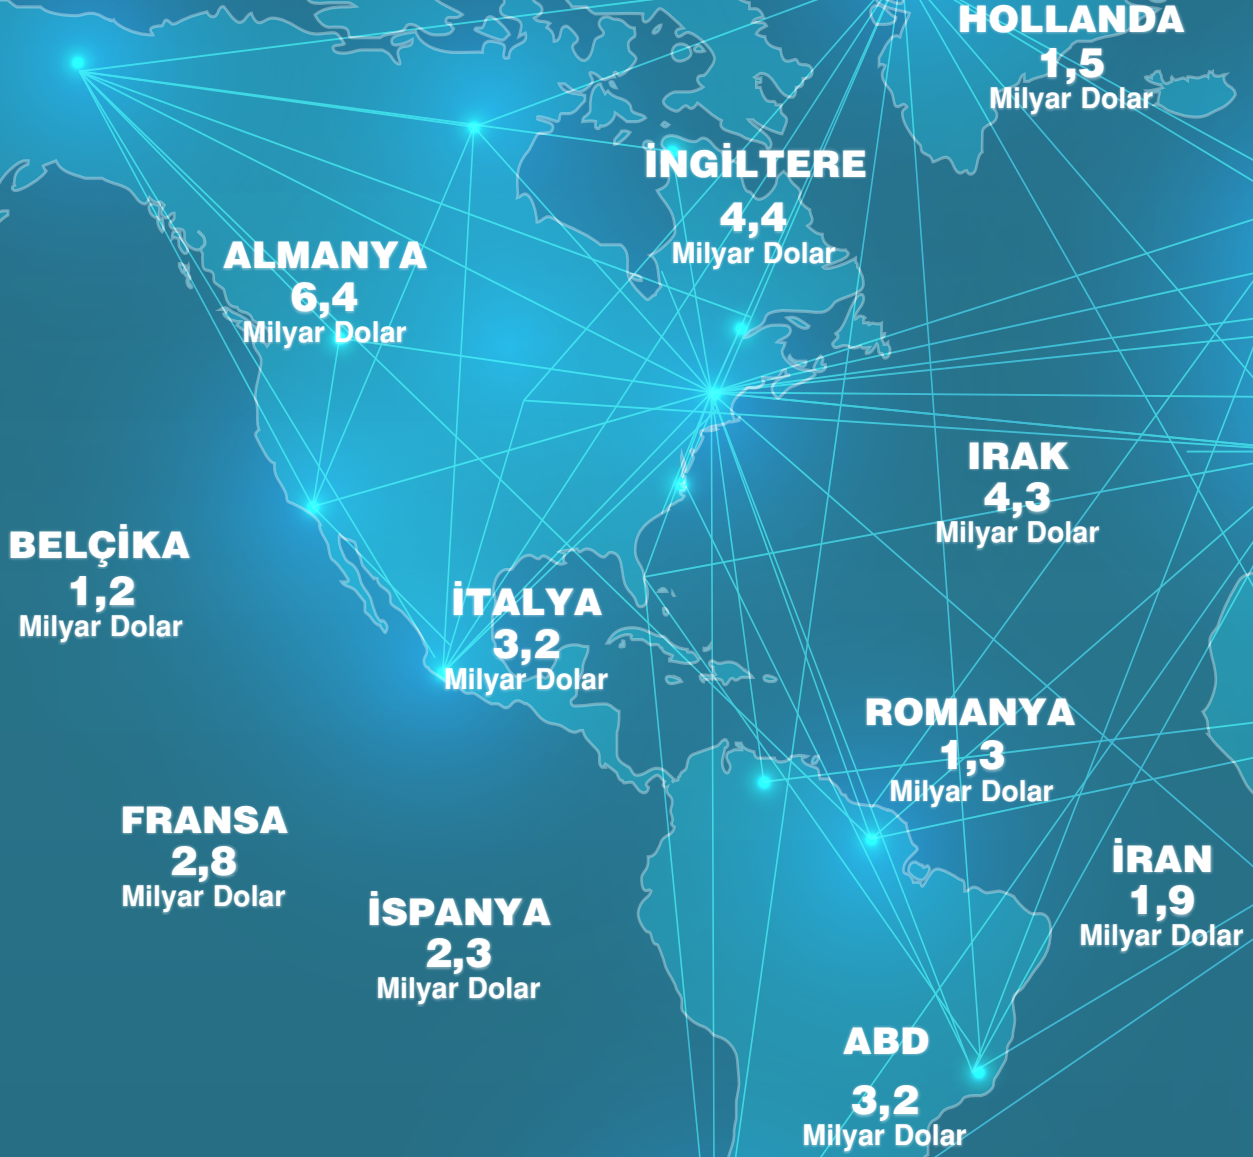 HOLLANDA
1,5
Milyar Dolar
İNGİLTERE
4,4
Milyar Dolar
ALMANYA
6,4
Milyar Dolar
IRAK
4,3
Milyar Dolar
BELÇİKA
1,2
Milyar Dolar
İTALYA
3,2
Milyar Dolar
ROMANYA
1,3
Milyar Dolar
FRANSA
2,8
Milyar Dolar
İRAN
1,9
Milyar Dolar
İSPANYA
2,3
Milyar Dolar
ABD
3,2
Milyar Dolar